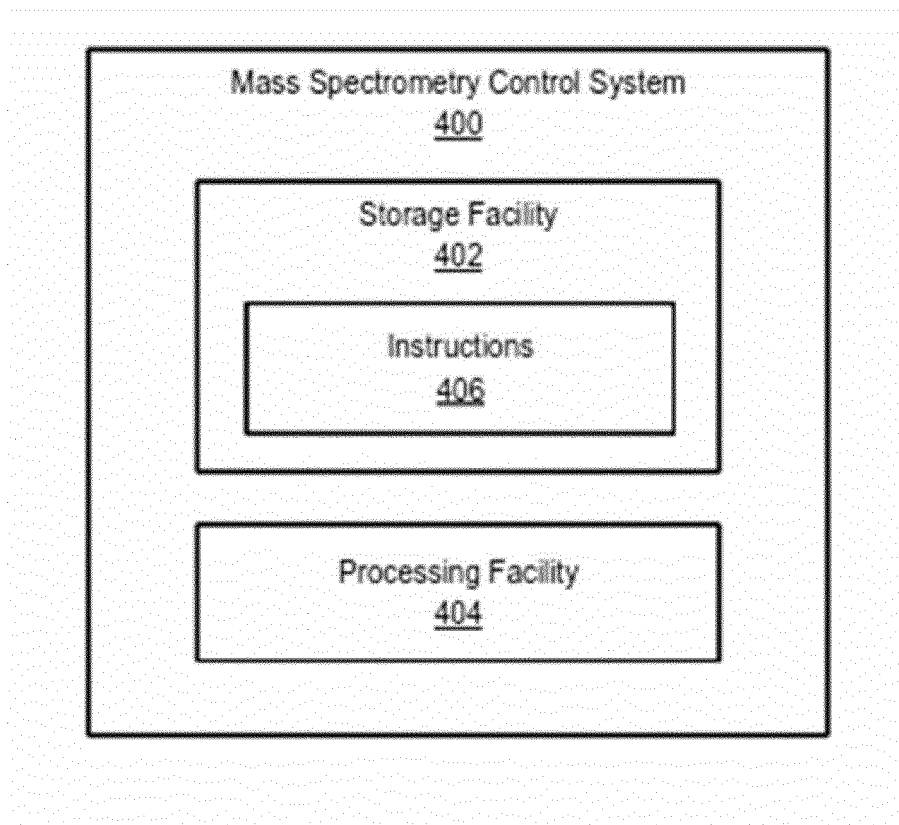 Mass Spectrometry Control System
400
Storage Facility
402
Instructions
406
Processing Facility
404